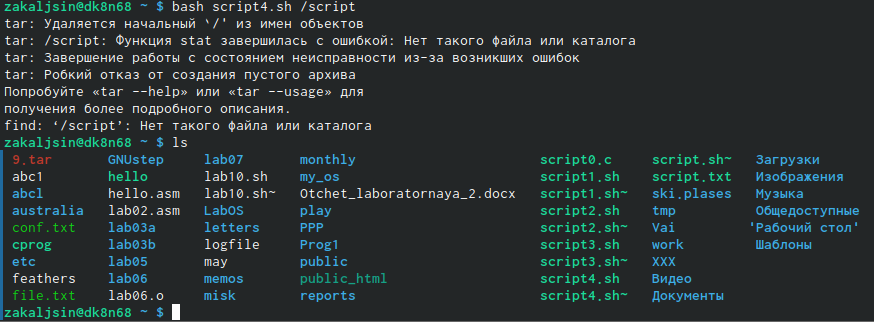 zakaljsin@dk8n68 ~ $ bash script4.sh /script
tar: Удаляется начальный `/' из имен объектов
tar: /script: Функция stat завершилась с ошибкой: Нет такого файла или каталога
tar: Завершение работы с состоянием неисправности из-за возникших ошибок
tar: Робкий отказ от создания пустого архива
Попробуйте «tar --help» или «tar --usage» для
получения более подробного описания.
find: ‘/script’: Нет такого файла или каталога
zakaljsin@dk8n68 ~ $ ls
9.tar GNUstep lab07 monthly script0.c script.sh~ Загрузки
abc1 hello lab10.sh my_os script1.sh script.txt Изображения
abcl hello.asm lab10.sh~ Otchet_laboratornaya_2.docx script1.sh~ ski.plases Музыка
australia lab02.asm LabOS play script2.sh tmp Общедоступные
conf.txt lab03a letters PPP script2.sh~ Vai 'Рабочий стол'
cprog lab03b logfile Prog1 script3.sh work Шаблоны
etc lab05 may public script3.sh~ XXX
feathers lab06 memos public_html script4.sh Видео
file.txt lab06.o misk reports script4.sh~ Документы
zakaljsin@dk8n68 ~ $